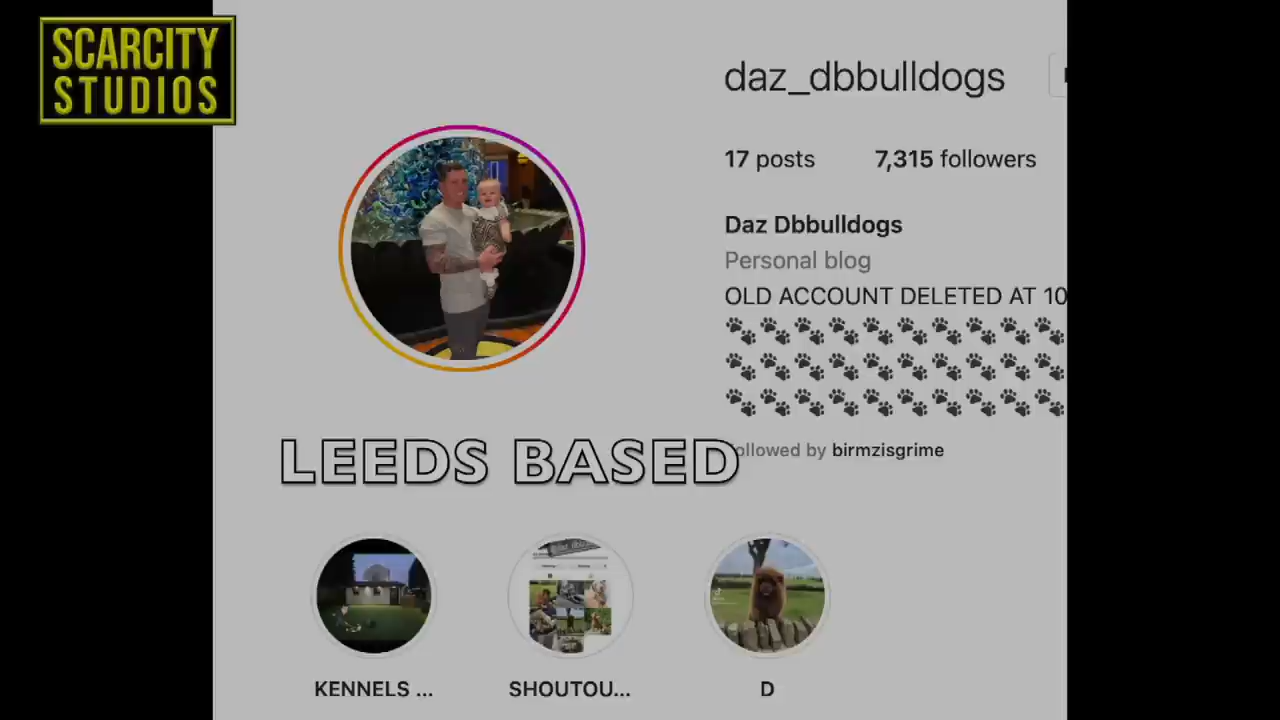 SCARCITY
STUDIOS
daz_dbbulldogs
17 posts 7,315 followers
Daz Dbbulldogs
Personal blog
OLD ACCOUNT DELETED AT 10
LEEDS BASED
ollowed by birmzisgrime
KENNELS ... SHOUTOU... D